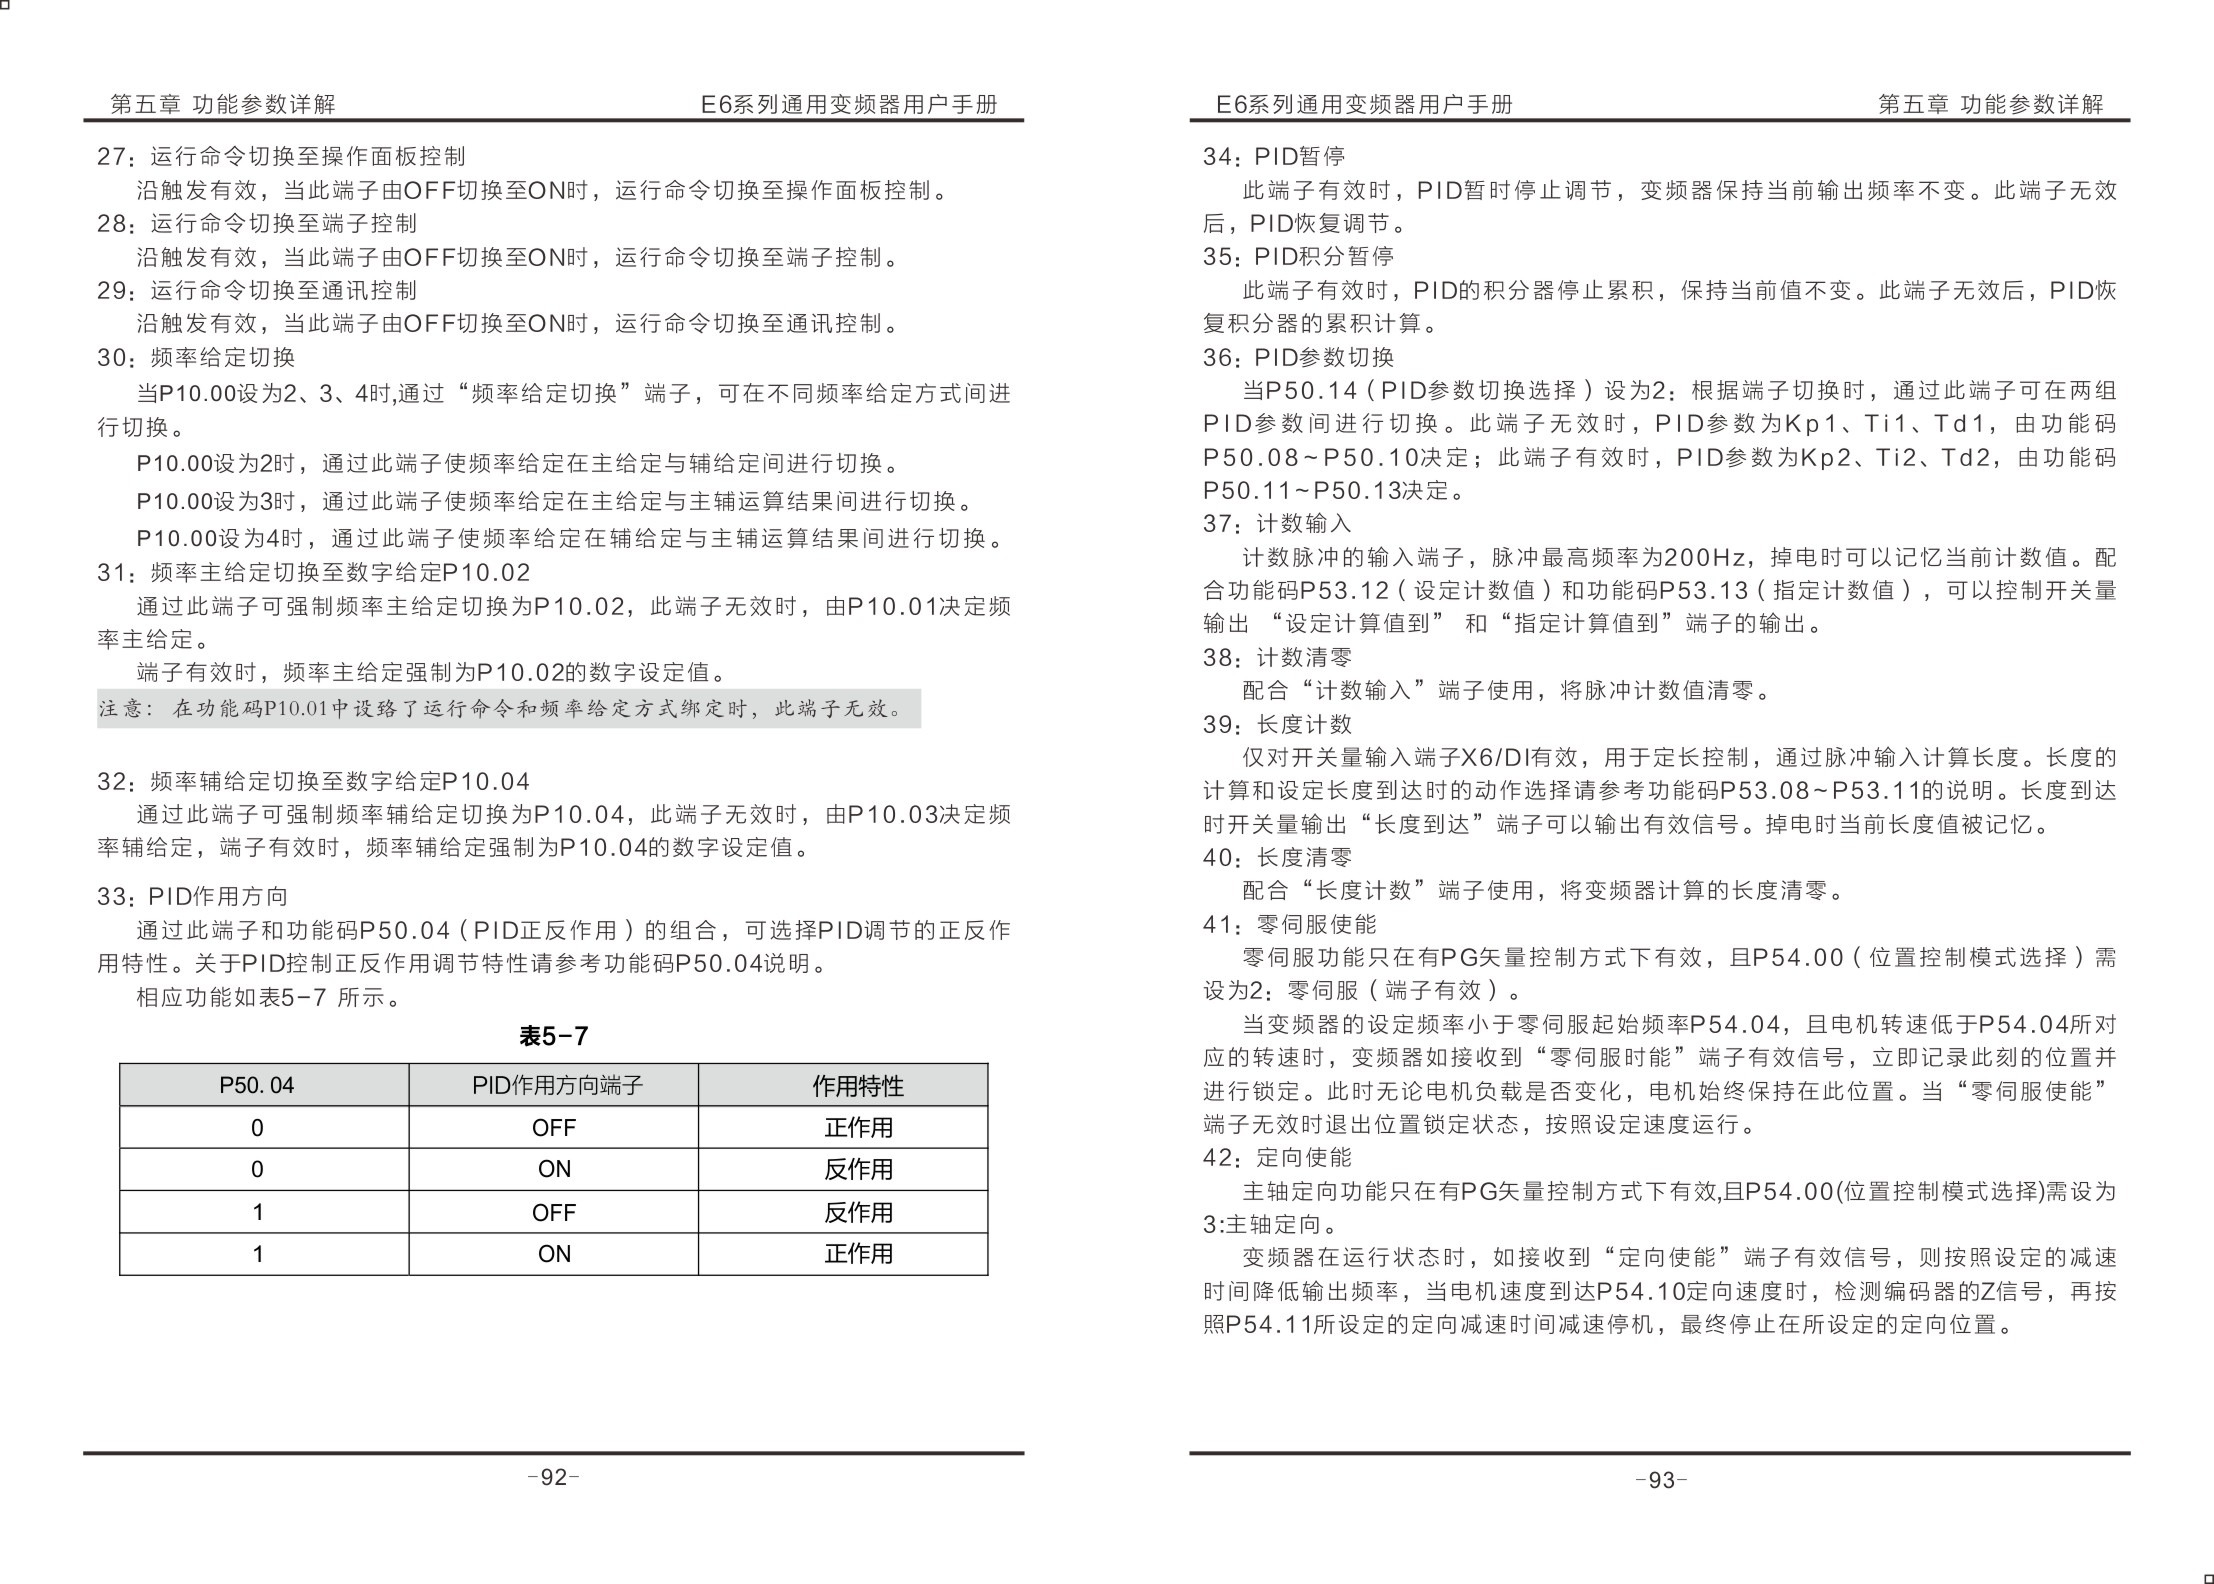 第五章 功能参数详解
E6系列通用变频器用户手册
27：运行命令切换至操作面板控制
沿触发有效，当此端子由OFF切换至ON时，运行命令切换至操作面板控制。
28：运行命令切换至端子控制
沿触发有效，当此端子由OFF切换至ON时，运行命令切换至端子控制。
29：运行命令切换至通讯控制
沿触发有效，当此端子由OFF切换至ON时，运行命令切换至通讯控制。
30：频率给定切换
当P10.00设为2、3、4时,通过“频率给定切换”端子，可在不同频率给定方式间进
行切换。
P10.00设为2时，通过此端子使频率给定在主给定与辅给定间进行切换。
P10.00设为3时，通过此端子使频率给定在主给定与主辅运算结果间进行切换。
P10.00设为4时，通过此端子使频率给定在辅给定与主辅运算结果间进行切换。
31：频率主给定切换至数字给定P10.02
通过此端子可强制频率主给定切换为P10.02，此端子无效时，由P10.01决定频
率主给定。
端子有效时，频率主给定强制为P10.02的数字设定值。
注意： 在功能码P10.01中设臵了运行命令和频率给定方式绑定时，此端子无效。
32：频率辅给定切换至数字给定P10.04
通过此端子可强制频率辅给定切换为P10.04，此端子无效时，由P10.03决定频
率辅给定，端子有效时，频率辅给定强制为P10.04的数字设定值。
33：PID作用方向
通过此端子和功能码P50.04（PID正反作用）的组合，可选择PID调节的正反作
用特性。关于PID控制正反作用调节特性请参考功能码P50.04说明。
相应功能如表5-7 所示。
表5-7
P50. 04 PID作用方向端子 作用特性
0 OFF 正作用
0 ON 反作用
1 OFF 反作用
1 ON 正作用
-92-
E6系列通用变频器用户手册
第五章 功能参数详解
34：PID暂停
此端子有效时，PID暂时停止调节，变频器保持当前输出频率不变。此端子无效
后，PID恢复调节。
35：PID积分暂停
此端子有效时，PID的积分器停止累积，保持当前值不变。此端子无效后，PID恢
复积分器的累积计算。
36：PID参数切换
当P50.14（PID参数切换选择）设为2：根据端子切换时，通过此端子可在两组
PID参数间进行切换。此端子无效时，PID参数为Kp1、Ti1、Td1，由功能码
P50.08~P50.10决定；此端子有效时，PID参数为Kp2、Ti2、Td2，由功能码
P50.11~P50.13决定。
37：计数输入
计数脉冲的输入端子，脉冲最高频率为200Hz，掉电时可以记忆当前计数值。配
合功能码P53.12（设定计数值）和功能码P53.13（指定计数值），可以控制开关量
输出 “设定计算值到” 和“指定计算值到”端子的输出。
38：计数清零
配合“计数输入”端子使用，将脉冲计数值清零。
39：长度计数
仅对开关量输入端子X6/DI有效，用于定长控制，通过脉冲输入计算长度。长度的
计算和设定长度到达时的动作选择请参考功能码P53.08~P53.11的说明。长度到达
时开关量输出“长度到达”端子可以输出有效信号。掉电时当前长度值被记忆。
40：长度清零
配合“长度计数”端子使用，将变频器计算的长度清零。
41：零伺服使能
零伺服功能只在有PG矢量控制方式下有效，且P54.00（位置控制模式选择）需
设为2：零伺服（端子有效）。
当变频器的设定频率小于零伺服起始频率P54.04，且电机转速低于P54.04所对
应的转速时，变频器如接收到“零伺服时能”端子有效信号，立即记录此刻的位置并
进行锁定。此时无论电机负载是否变化，电机始终保持在此位置。当“零伺服使能”
端子无效时退出位置锁定状态，按照设定速度运行。
42：定向使能
主轴定向功能只在有PG矢量控制方式下有效,且P54.00(位置控制模式选择)需设为
3:主轴定向。
变频器在运行状态时，如接收到“定向使能”端子有效信号，则按照设定的减速
时间降低输出频率，当电机速度到达P54.10定向速度时，检测编码器的Z信号，再按
照P54.11所设定的定向减速时间减速停机，最终停止在所设定的定向位置。
-93-